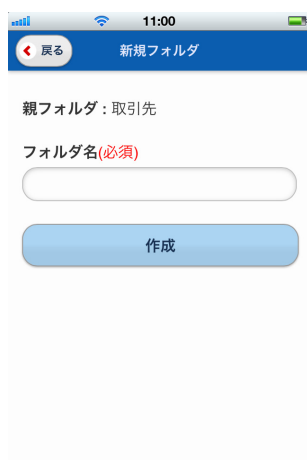 11:00
戻る
新規フォルダ
親フォルダ : 取引先
フォルダ名(必須)
作成